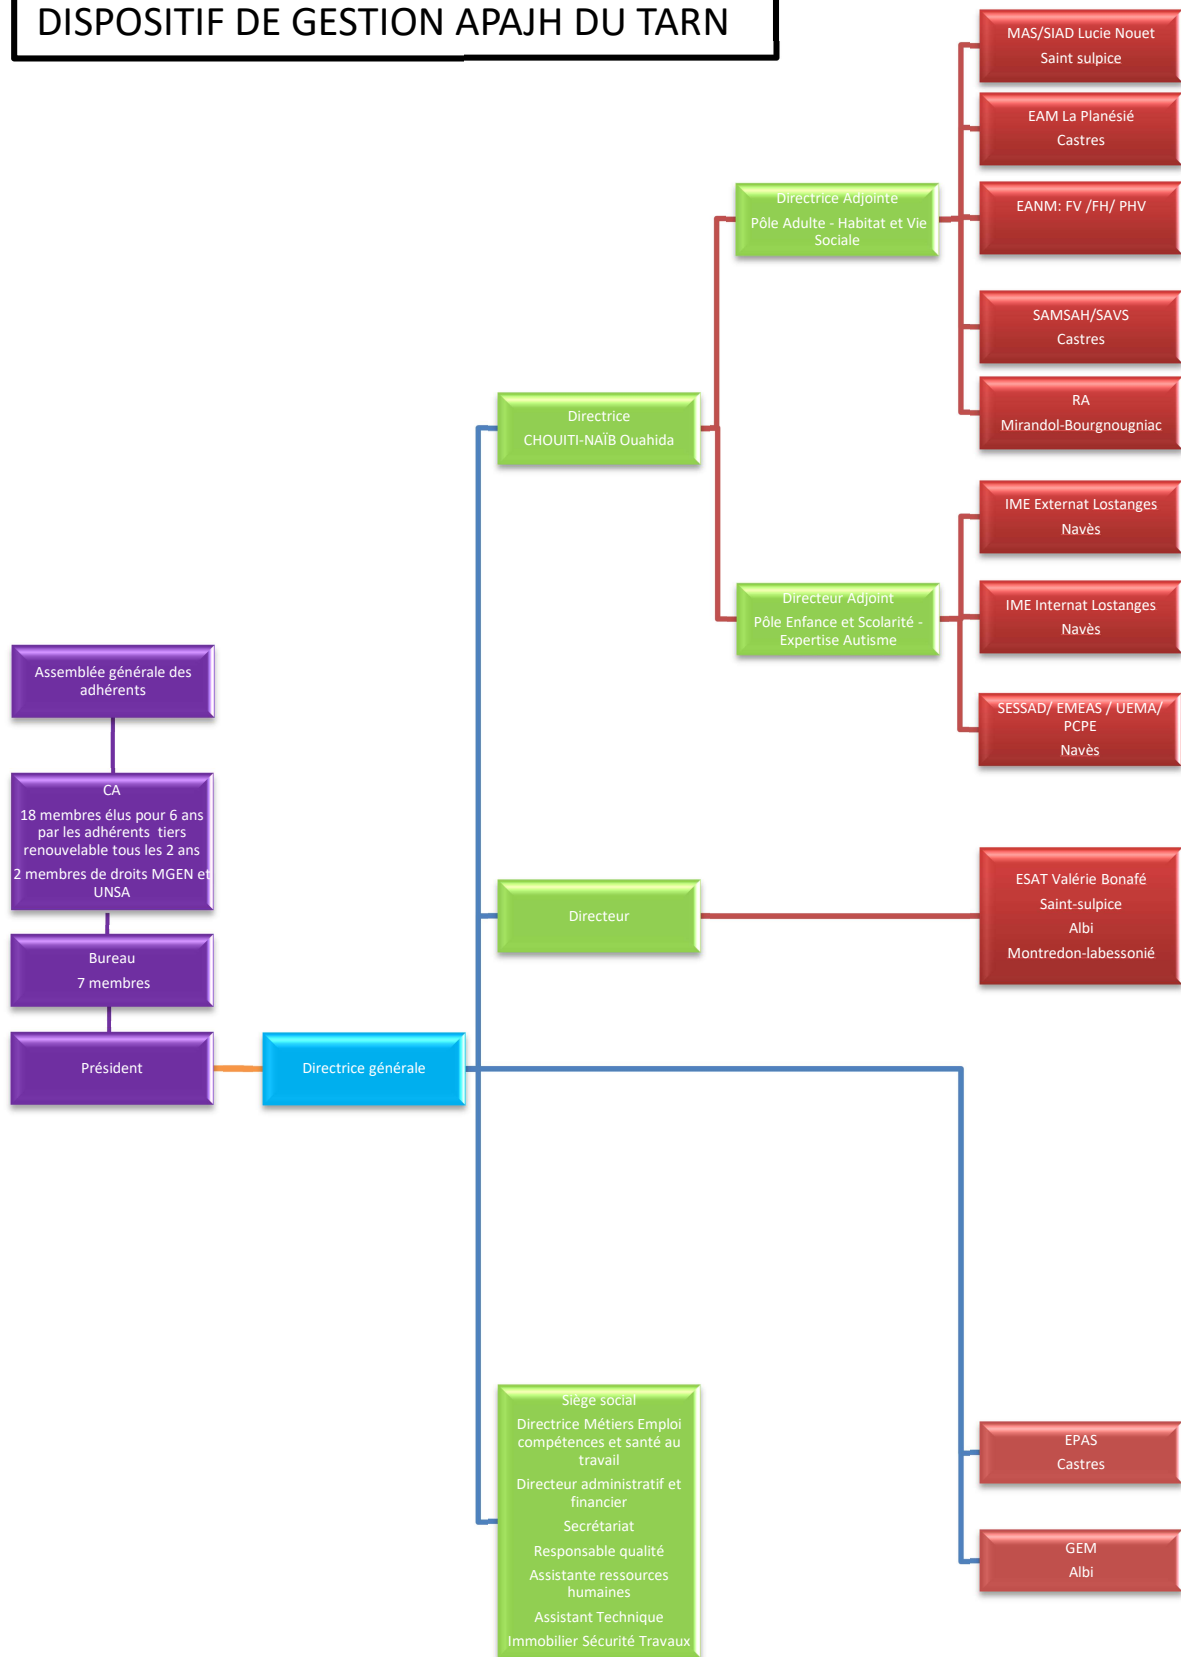 DISPOSITIF DE GESTION APAJH DU TARN
MAS/SIAD Lucie Nouet
Saint sulpice
EAM La Planésié
Castres
Directrice Adjointe
Pôle Adulte - Habitat et Vie
Sociale
EANM: FV /FH/ PHV
SAMSAH/SAVS
Castres
RA
Mirandol-Bourgnougniac
Directrice
CHOUITI-NAÏB Ouahida
IME Externat Lostanges
Navès
Directeur Adjoint
Pôle Enfance et Scolarité -
Expertise Autisme
IME Internat Lostanges
Navès
SESSAD/ EMEAS / UEMA/
PCPE
Navès
Assemblée générale des
adhérents
CA
18 membres élus pour 6 ans
par les adhérents  tiers
renouvelable tous les 2 ans
2 membres de droits MGEN et
UNSA
Bureau
7 membres
Président
Directrice générale
Directeur
ESAT Valérie Bonafé
Saint-sulpice
Albi
Montredon-labessonié
Siège social
Directrice Métiers Emploi
compétences et santé au
travail
Directeur administratif et
financier
Secrétariat
Responsable qualité
Assistante ressources
humaines
Assistant Technique
Immobilier Sécurité Travaux
EPAS
Castres
GEM
Albi